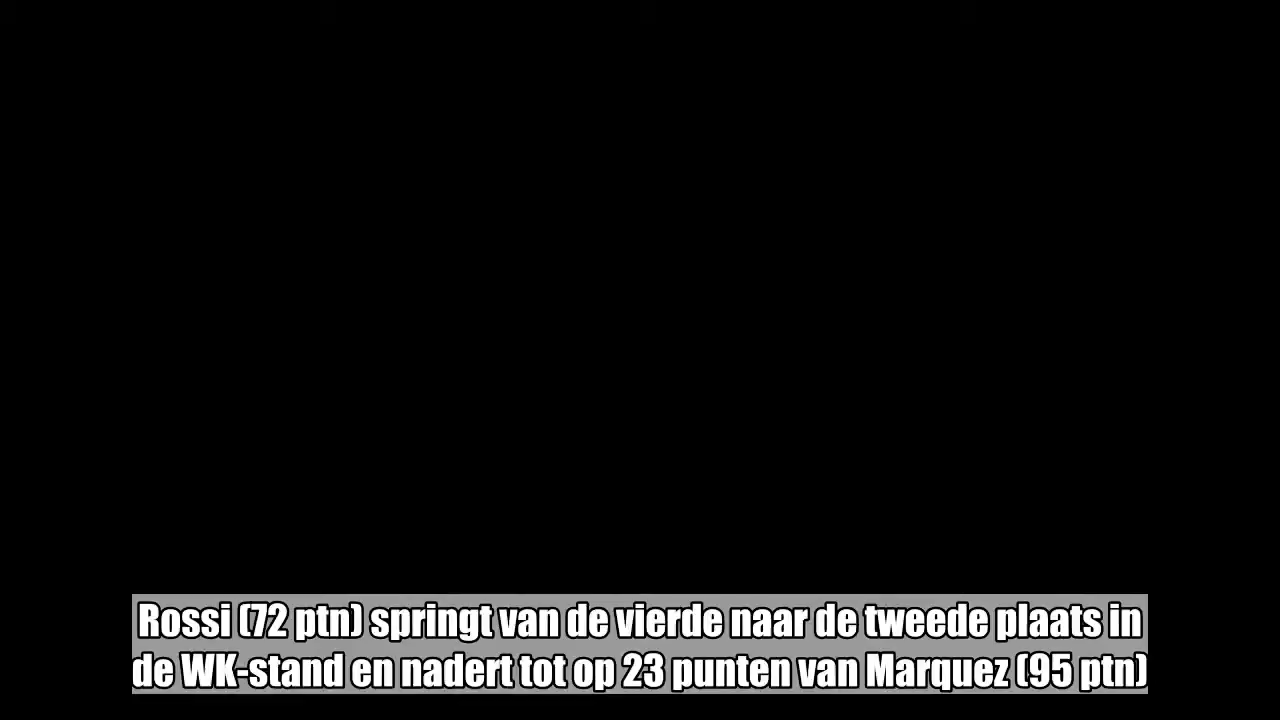 Rossi (72 ptn) springt van de vierde naar de tweede plaats in
de WK-stand en nadert tot op 23 punten van Marquez (95 ptn)